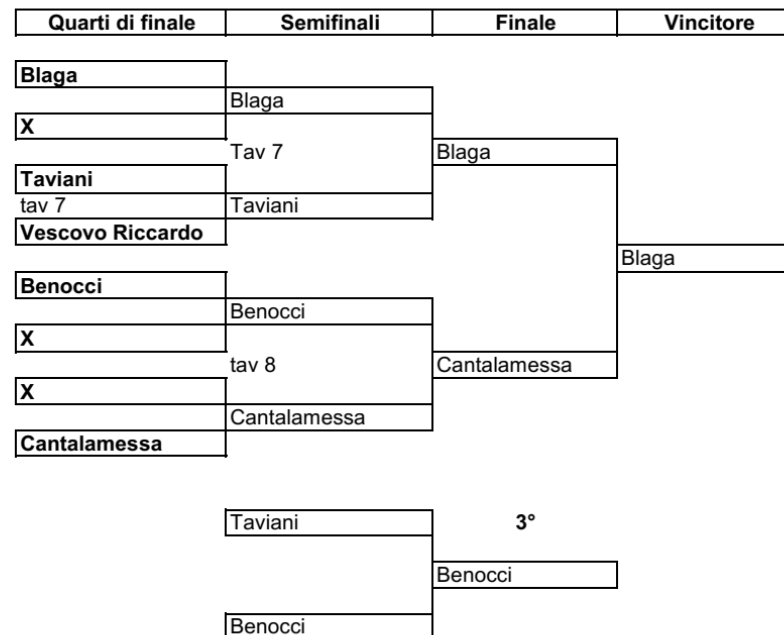 Quarti di finale Semifinali Finale Vincitore
Blaga
Blaga
X
Tav 7 Blaga
Taviani
tav 7 Taviani
Vescovo Riccardo
Blaga
Benocci
Benocci
X
tav 8 Cantalamessa
X
Cantalamessa
Cantalamessa
Taviani 3°
Benocci
Benocci